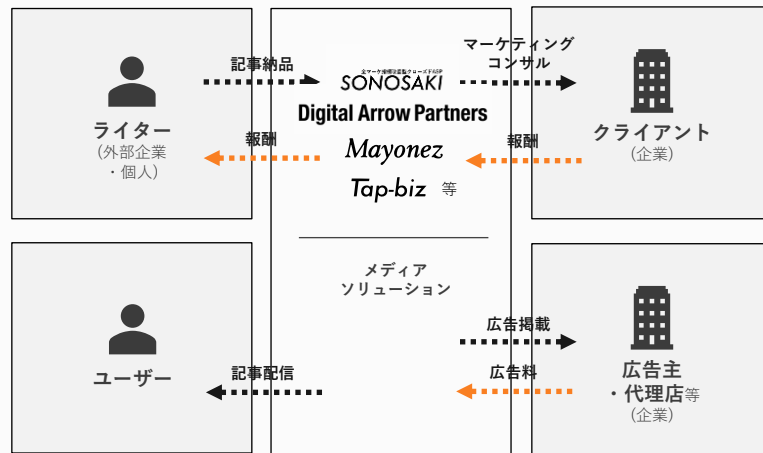 記事納品
ライター
(外部企業
・個人)
報酬
SONOSAKI
Digital Arrow Partners
Mayonez
Tap-biz 等
マーケティング
コンサル
クライアント
(企業)
報酬
メディア
ソリューション
ユーザー
記事配信
広告掲載
広告料
広告主
・代理店等
(企業)